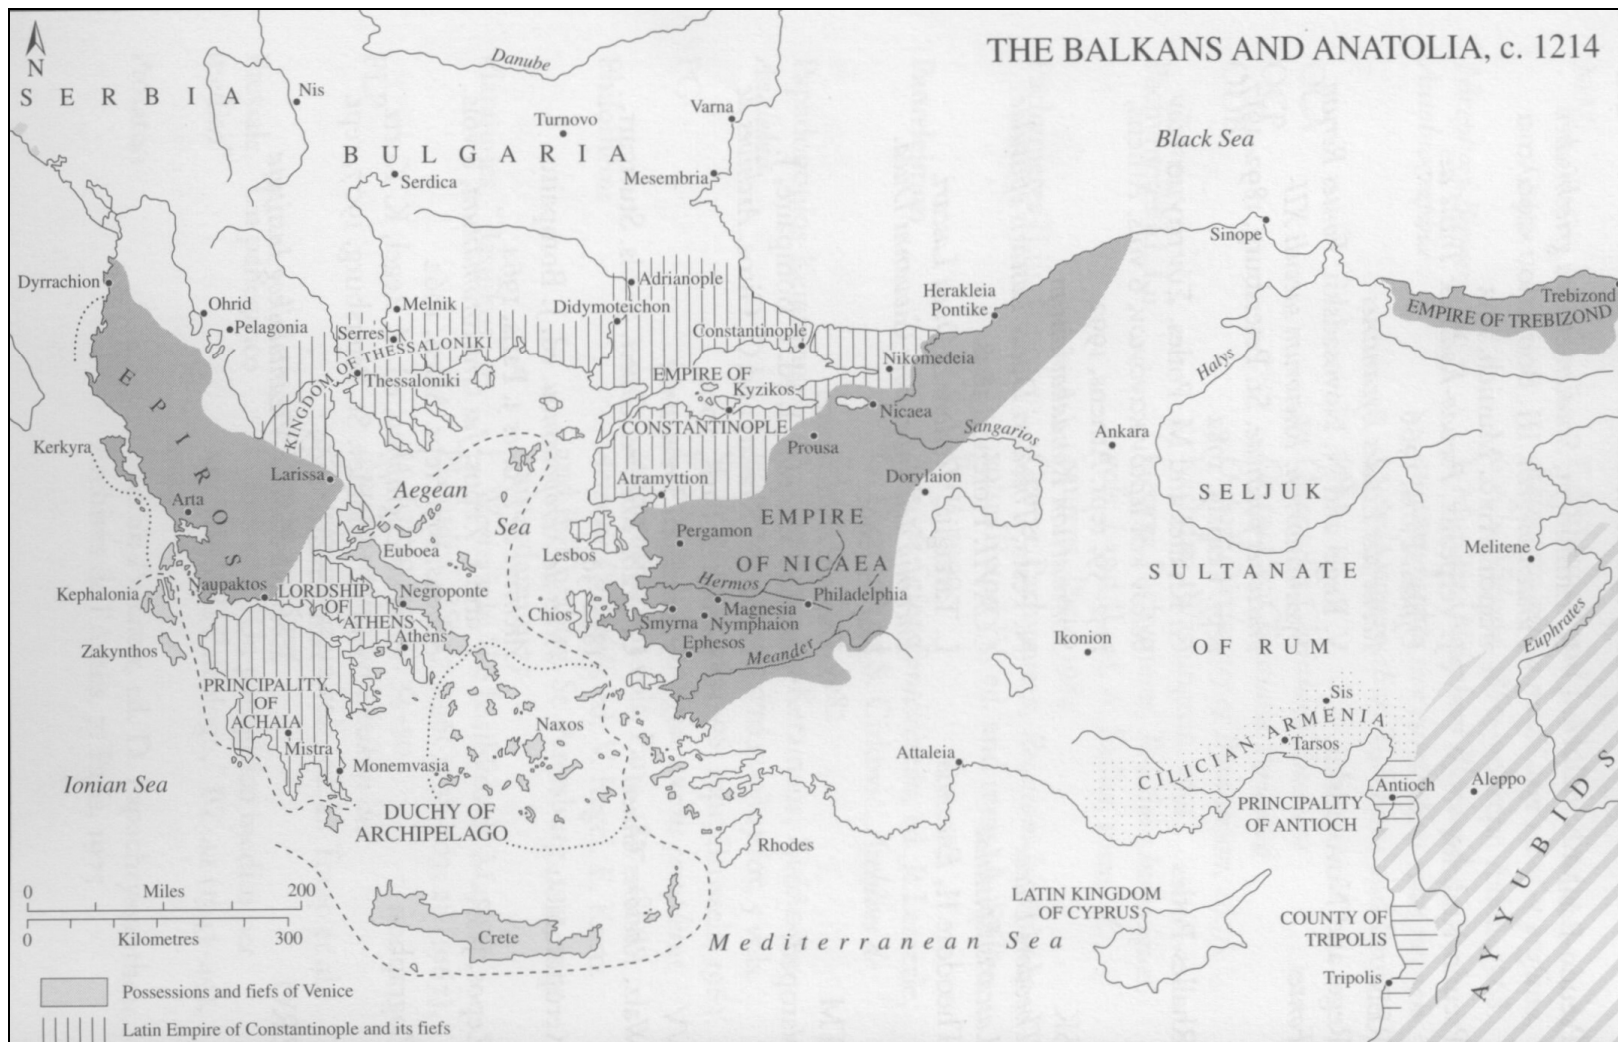 THE BALKANS AND ANATOLIA, c. 1214
N
Danube
SERBIA
Nis
Turnovo
Varna
Black Sea
BULGARIA
Serdica
Mesembria
Sinope
Dyrrachion
Ohrid
Pelagonia
Melnik
Serres
Adrianople
Didymoteichon
Constantinople
Herakleia
Pontike
Trebizond
EMPIRE OF TREBIZOND
KINGDOM OF THESSALONIKI
Thessaloniki
EMPIRE OF
CONSTANTINOPLE
Kyzikos
Nikomedeia
Nicaea
Halys
EPIROS
Kerkyra
Larissa
Arta
Aegean
Sea
Prousa
Sangarios
Ankara
Atramyttion
Dorylaion
SELJUK
SULTANATE
OF RUM
EMPIRE
OF NICAEA
Pergamon
Lesbos
Euboea
Melitene
Hermos
Kephalonia
Naupaktos
LORDSHIP
OF
ATHENS
Negroponte
Athens
Chios
Smyrna
Magnesia
Nymphaion
Philadelphia
Ephesos
Meander
Ikonion
Euphrates
Zakynthos
PRINCIPALITY
OF
ACHAIA
Mistra
Monemvasia
Naxos
Attaleia
Sis
CILICIAN ARMENIA
Tarsos
Ionian Sea
DUCHY OF
ARCHIPELAGO
Rhodes
Antioch
PRINCIPALITY
OF ANTIOCH
Aleppo
AYYUBIDS
LATIN KINGDOM
OF CYPRUS
COUNTY OF
TRIPOLIS
Tripolis
Crete
Mediterranean Sea
0 Miles 200
0 Kilometres 300
Possessions and fiefs of Venice
Latin Empire of Constantinople and its fiefs